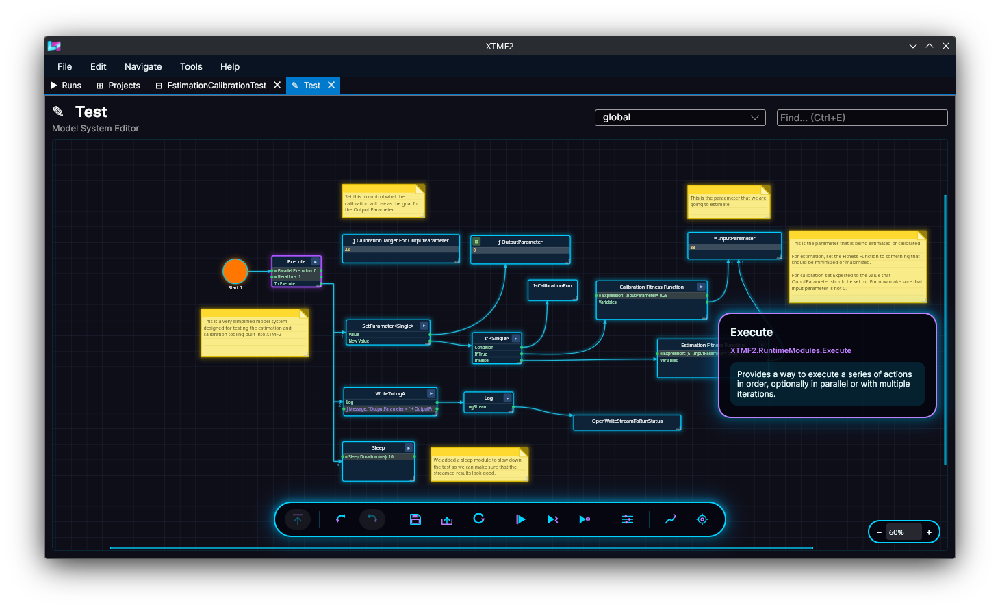 XTMF2
File Edit Navigate Tools Help
Runs Projects EstimationCalibrationTest Test
Test
Model System Editor
global
Find... (Ctrl+E)
Set this to control what the
calibration will use as the goal for
the Output Parameter
This is the paraemeter that we are
going to estimate.
ƒ Calibration Target For OutputParameter
22
ƒ OutputParameter
0
= InputParameter
88
This is the parameter that is being estimated or calibrated.
For estimation, set the Fitness Function to something that
should be minimized or maximized.
For calibration set Expected to the value that
OuputParameter should be set to. For now make sure that
input parameter is not 0.
Start 1
Execute
Parallel Execution: f
Iterations: 1
To Execute
IsCalibrationRun
Calibration Fitness Function
Expression: InputParameter* 0.25
Variables
1 1
This is a very simplified model system
designed for testing the estimation and
calibration tooling built into XTMF2
1
SetParameter<Single>
Value
New Value
If <Single>
Condition
If True
If False
Estimation Fitness Function
Expression: (5 - InputParame
Variables
Execute
XTMF2.RuntimeModules.Execute
Provides a way to execute a series of actions
in order, optionally in parallel or with multiple
iterations.
2
WriteToLogA
Log
ƒ Message: "OutputParameter = " + OutputP
Log
LogStream
OpenWriteStreamToRunStatus
3
Sleep
Sleep Duration (ms): 10
We added a sleep module to slow down
the test so we can make sure that the
streamed results look good.
− 60% +